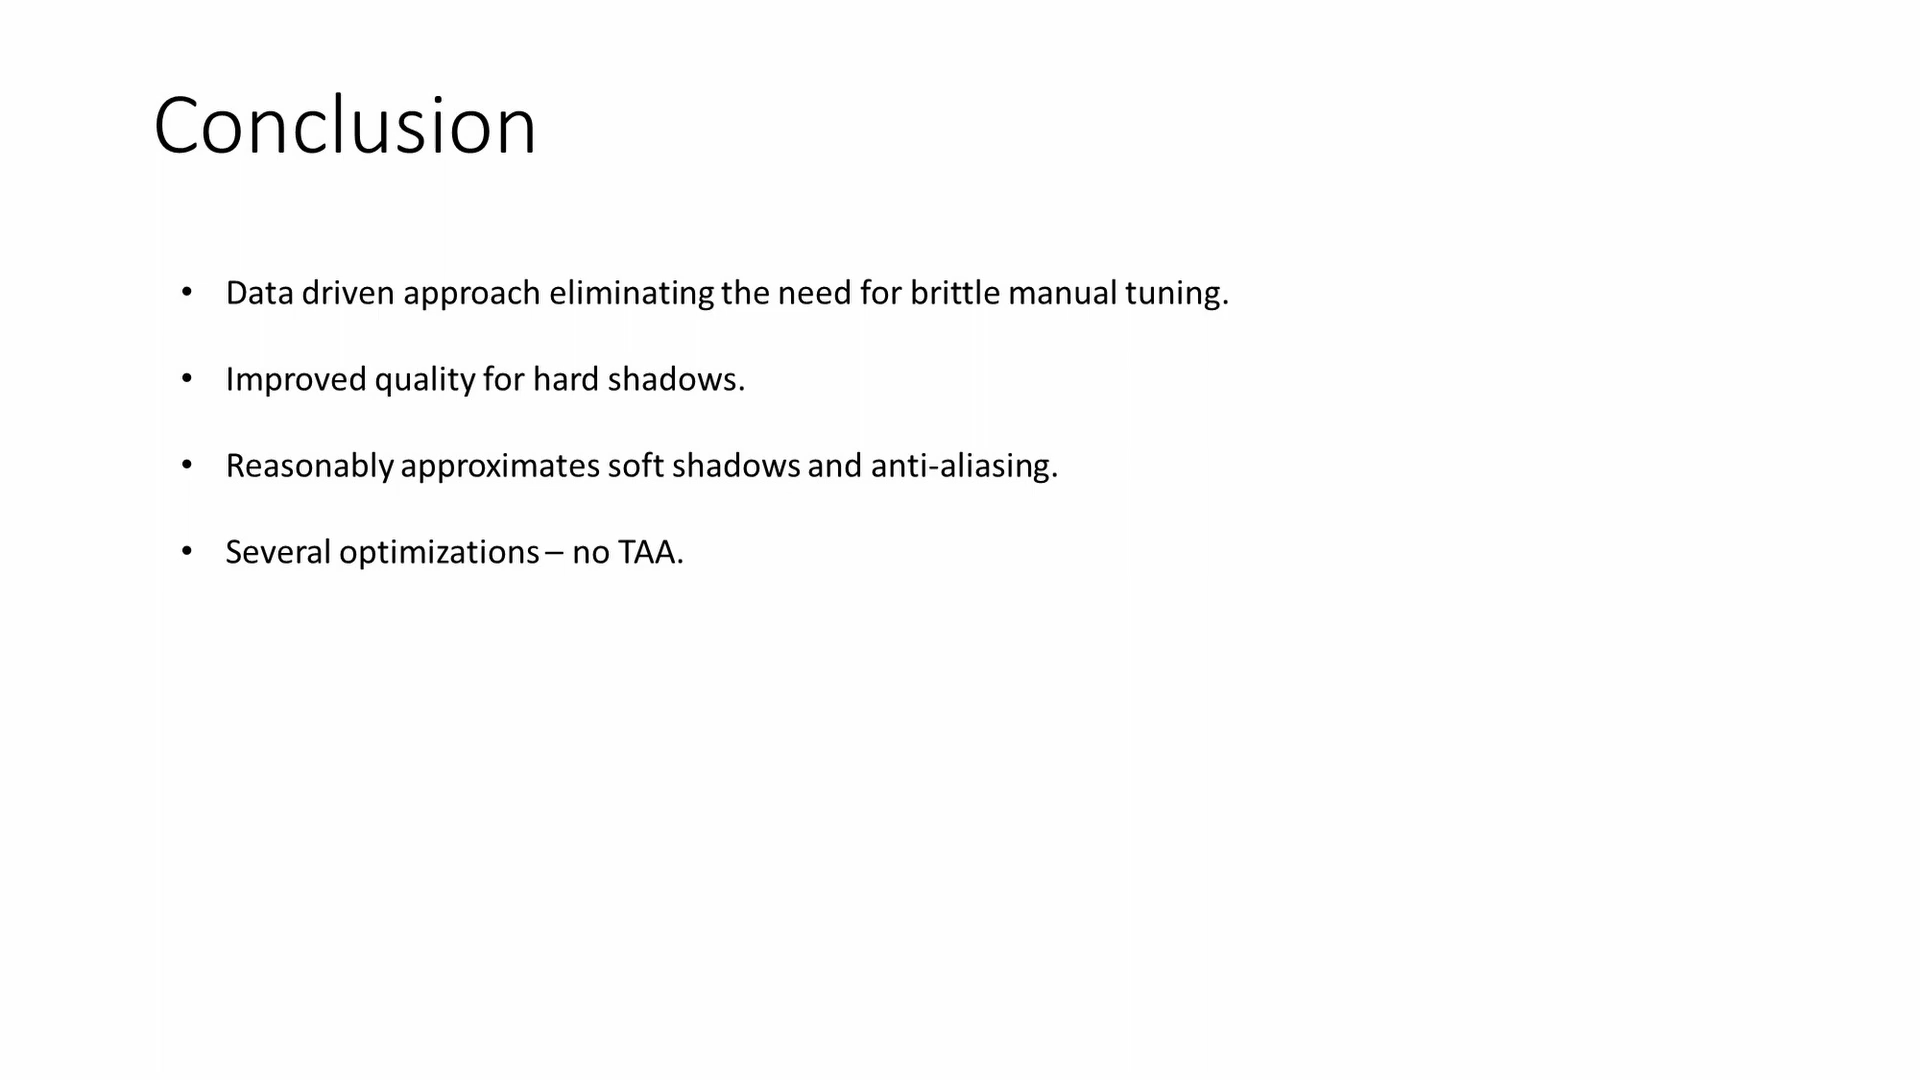 Conclusion
• Data driven approach eliminating the need for brittle manual tuning.
• Improved quality for hard shadows.
• Reasonably approximates soft shadows and anti-aliasing.
• Several optimizations – no TAA.